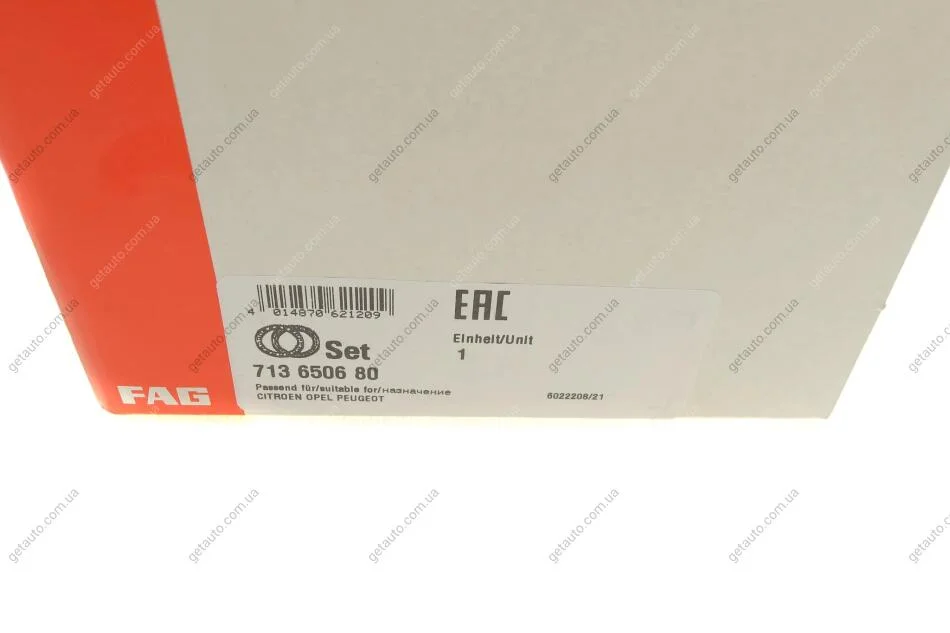 4 014870 621209
EAC
Einheit/Unit
1
Set
713 6506 80
Passend für/suitable for/назначение
CITROEN OPEL PEUGEOT
6022208/21
FAG
getauto.com.ua